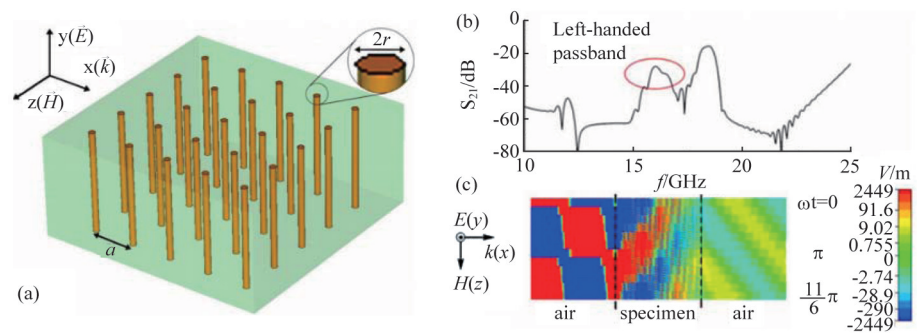 (a)
y(E⃗)
x(k⃗)
z(H⃗)
2r
a
(b)
S21/dB
0
-20
-40
-60
-80
Left-handed
passband
10
15
20
25
f/GHz
(c)
E(y)
k(x)
H(z)
air
specimen
air
ωt=0
π
11/6 π
V/m
2449
91.6
9.02
0.755
0
-2.74
-28.9
-290
-2449